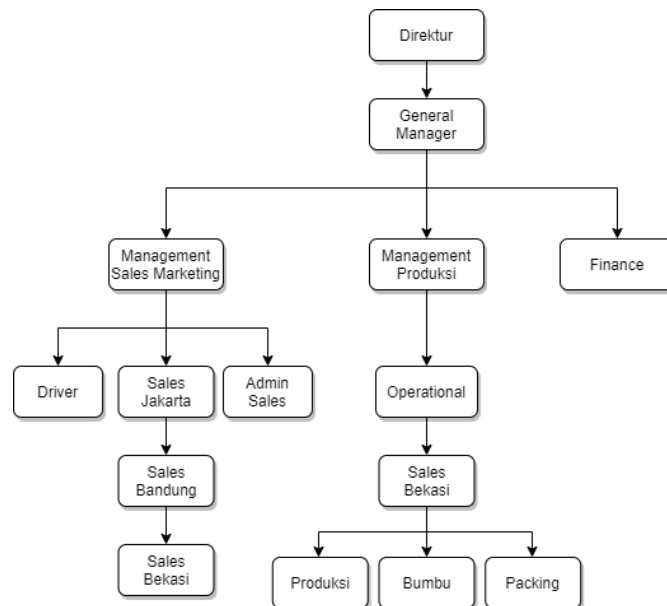 Direktur
General
Manager
Management
Sales Marketing
Management
Produksi
Finance
Driver
Sales
Jakarta
Admin
Sales
Operational
Sales
Bandung
Sales
Bekasi
Sales
Bekasi
Produksi
Bumbu
Packing